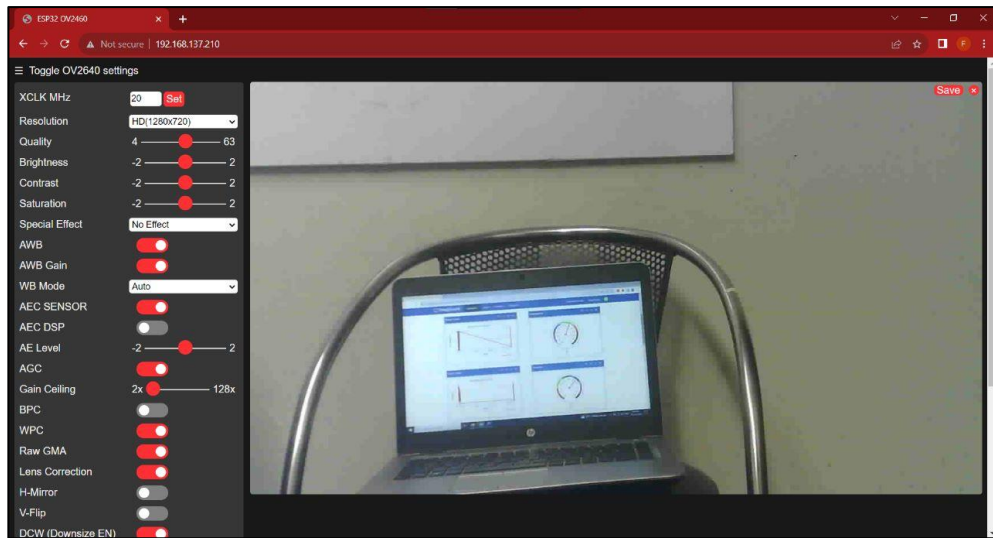 ESP32 OV2460
Not secure 192.168.137.210
F
Toggle OV2640 settings
XCLK MHz 20 Set
Resolution HD(1280x720)
Quality 4 63
Brightness -2 2
Contrast -2 2
Saturation -2 2
Special Effect No Effect
AWB
AWB Gain
WB Mode Auto
AEC SENSOR
AEC DSP
AE Level -2 2
AGC
Gain Ceiling 2x 128x
BPC
WPC
Raw GMA
Lens Correction
H-Mirror
V-Flip
DCW (Downsize EN)
Save
hp